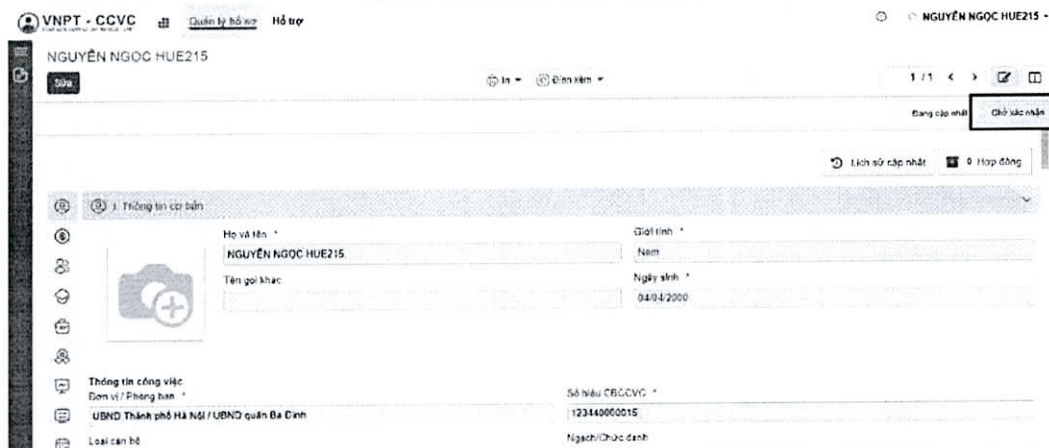 VNPT - CCVC Quản lý hồ sơ Hỗ trợ NGUYỄN NGỌC HUE215
NGUYỄN NGỌC HUE215
Sửa In Đính kèm 1 / 1
Đang cập nhật Chờ xác nhận
Lịch sử cập nhật 0 Hợp đồng
I. Thông tin cơ bản
Họ và tên * Giới tính *
NGUYỄN NGỌC HUE215 Nam
Tên gọi khác Ngày sinh *
04/04/2000
Thông tin công việc
Đơn vị / Phòng ban * Số hiệu CBCCVC *
UBND Thành phố Hà Nội / UBND quận Ba Đình 123440000015
Loại cán bộ Ngạch/Chức danh